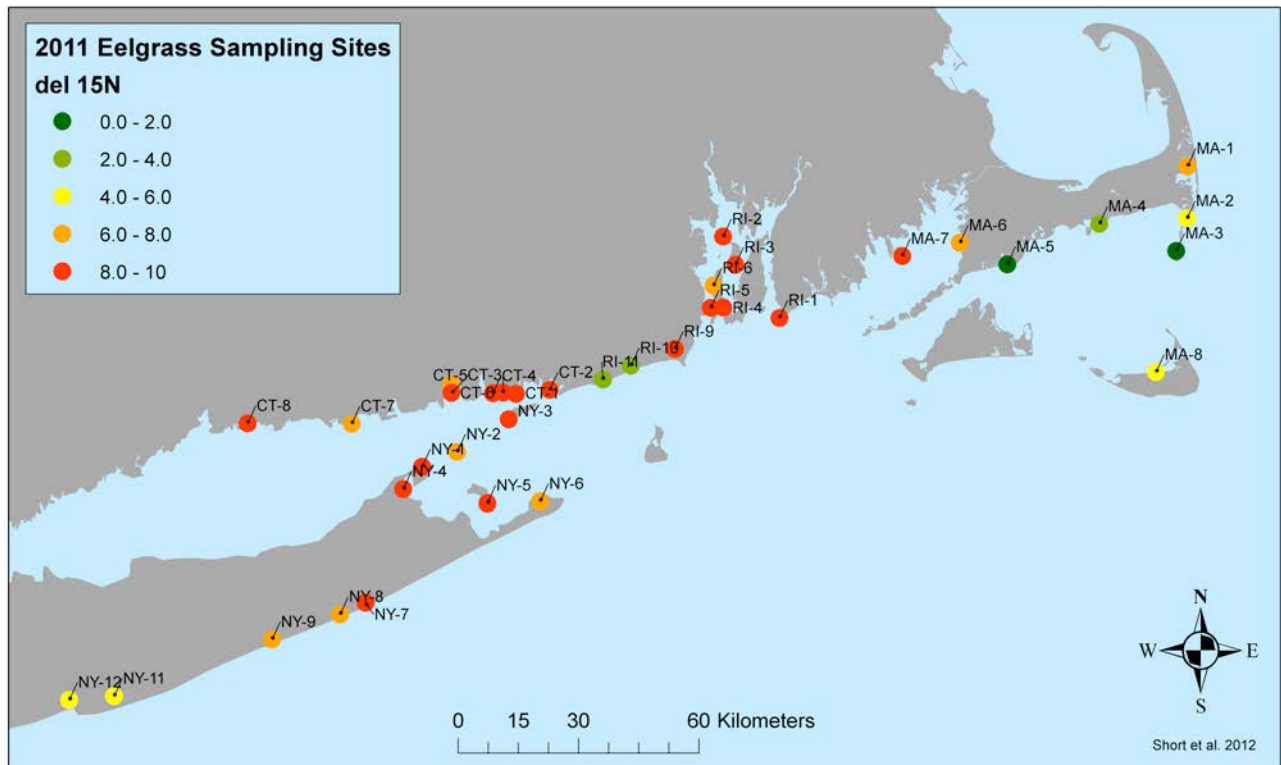 2011 Eelgrass Sampling Sites
del 15N
0.0 - 2.0
2.0 - 4.0
4.0 - 6.0
6.0 - 8.0
8.0 - 10
MA-1
MA-2
MA-3
MA-4
MA-5
MA-6
MA-7
MA-8
RI-2
RI-3
RI-6
RI-5
RI-4
RI-1
RI-9
RI-10
RI-11
CT-2
CT-5
CT-3
CT-4
CT-1
CT-7
CT-8
NY-3
NY-2
NY-1
NY-4
NY-5
NY-6
NY-8
NY-7
NY-9
NY-11
NY-12
N
W E
S
0 15 30 60 Kilometers
Short et al. 2012